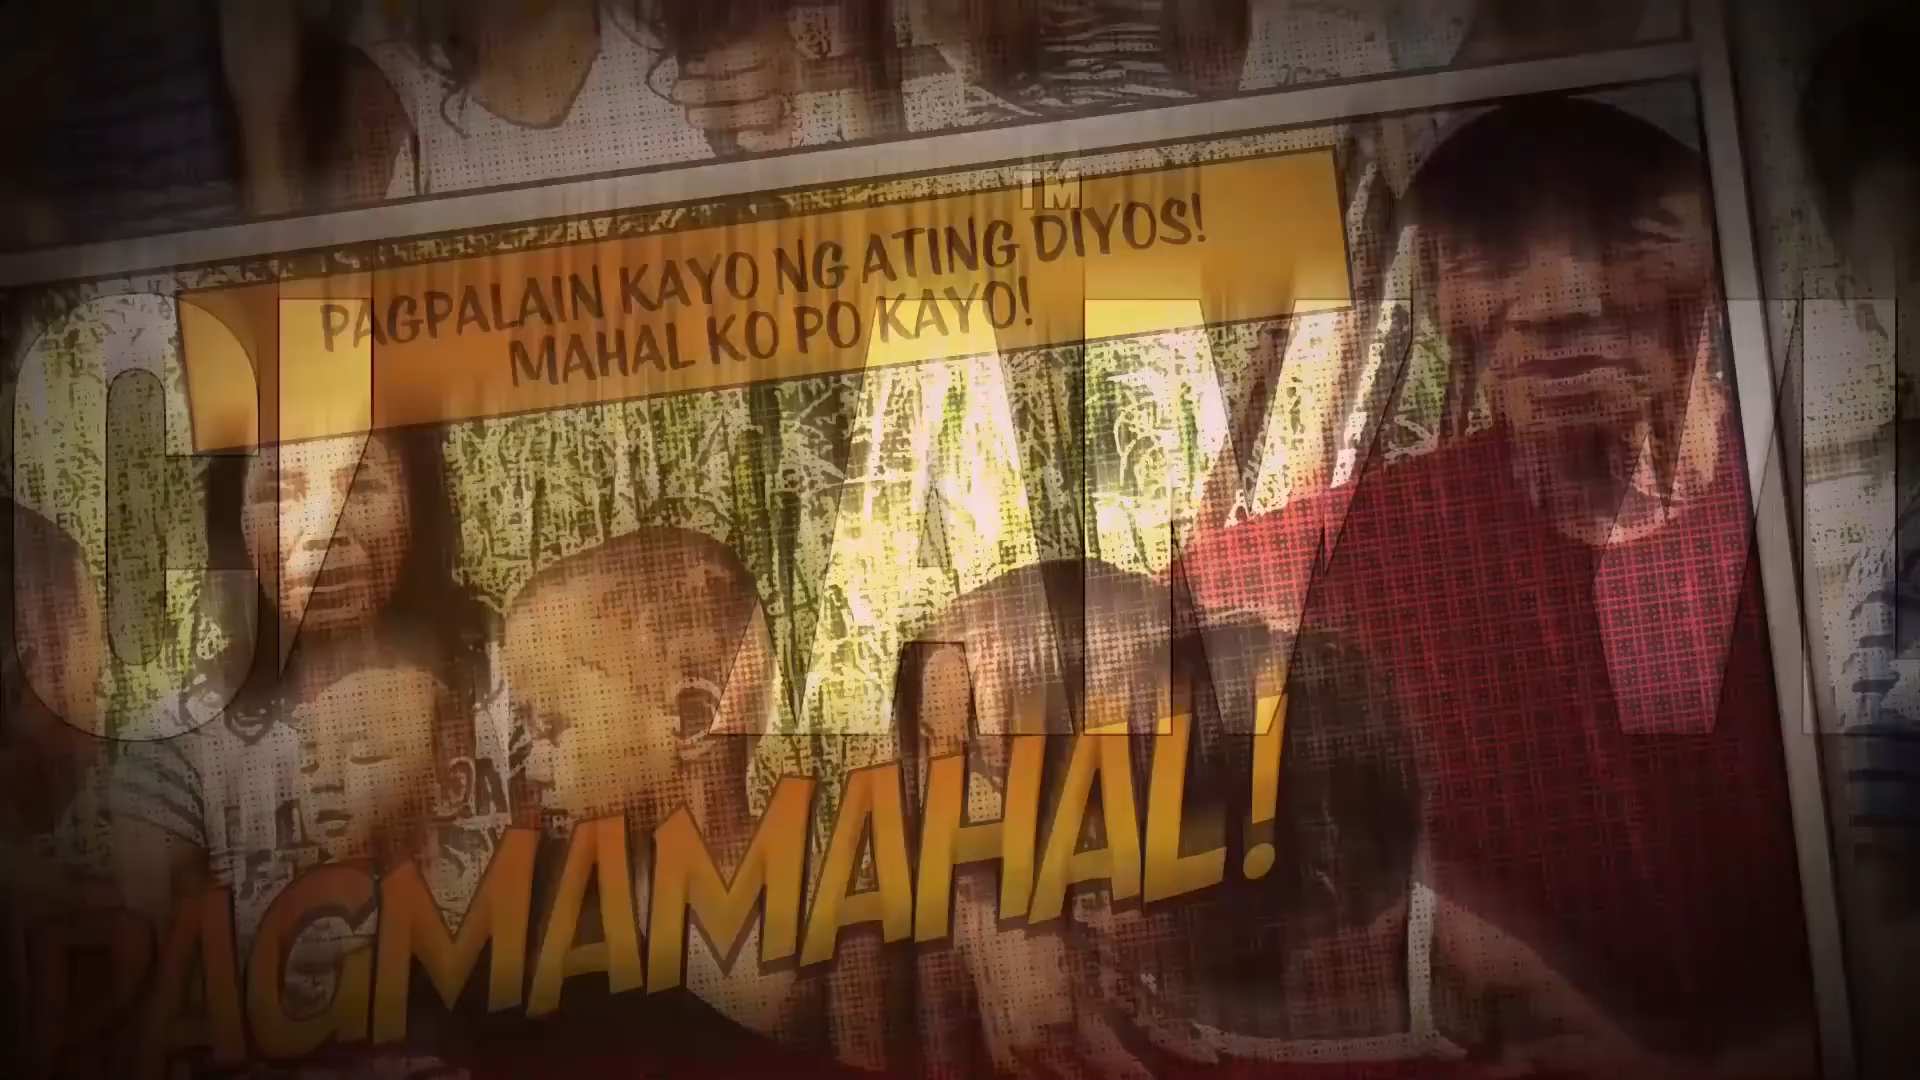 TM
PAGPALAIN KAYO NG ATING DIYOS!
MAHAL KO PO KAYO!
PAGMAMAHAL!